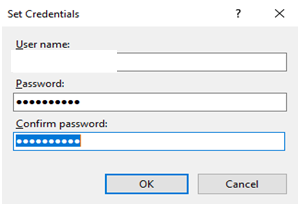 Set Credentials
?
User name:
Password:
●●●●●●●●●●
Confirm password:
●●●●●●●●●●
OK Cancel